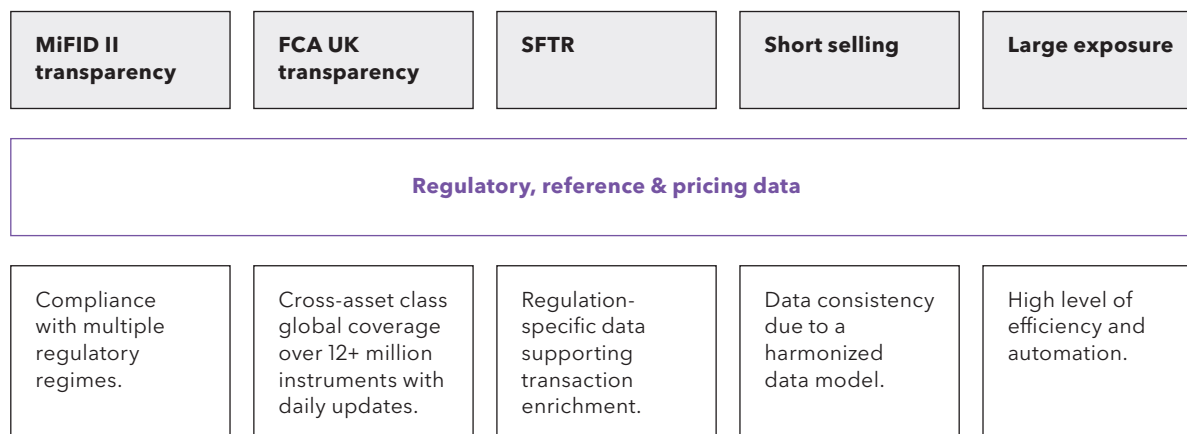 MiFID II
transparency
FCA UK
transparency
SFTR
Short selling
Large exposure
Regulatory, reference & pricing data
Compliance
with multiple
regulatory
regimes.
Cross-asset class
global coverage
over 12+ million
instruments with
daily updates.
Regulation-
specific data
supporting
transaction
enrichment.
Data consistency
due to a
harmonized
data model.
High level of
efficiency and
automation.